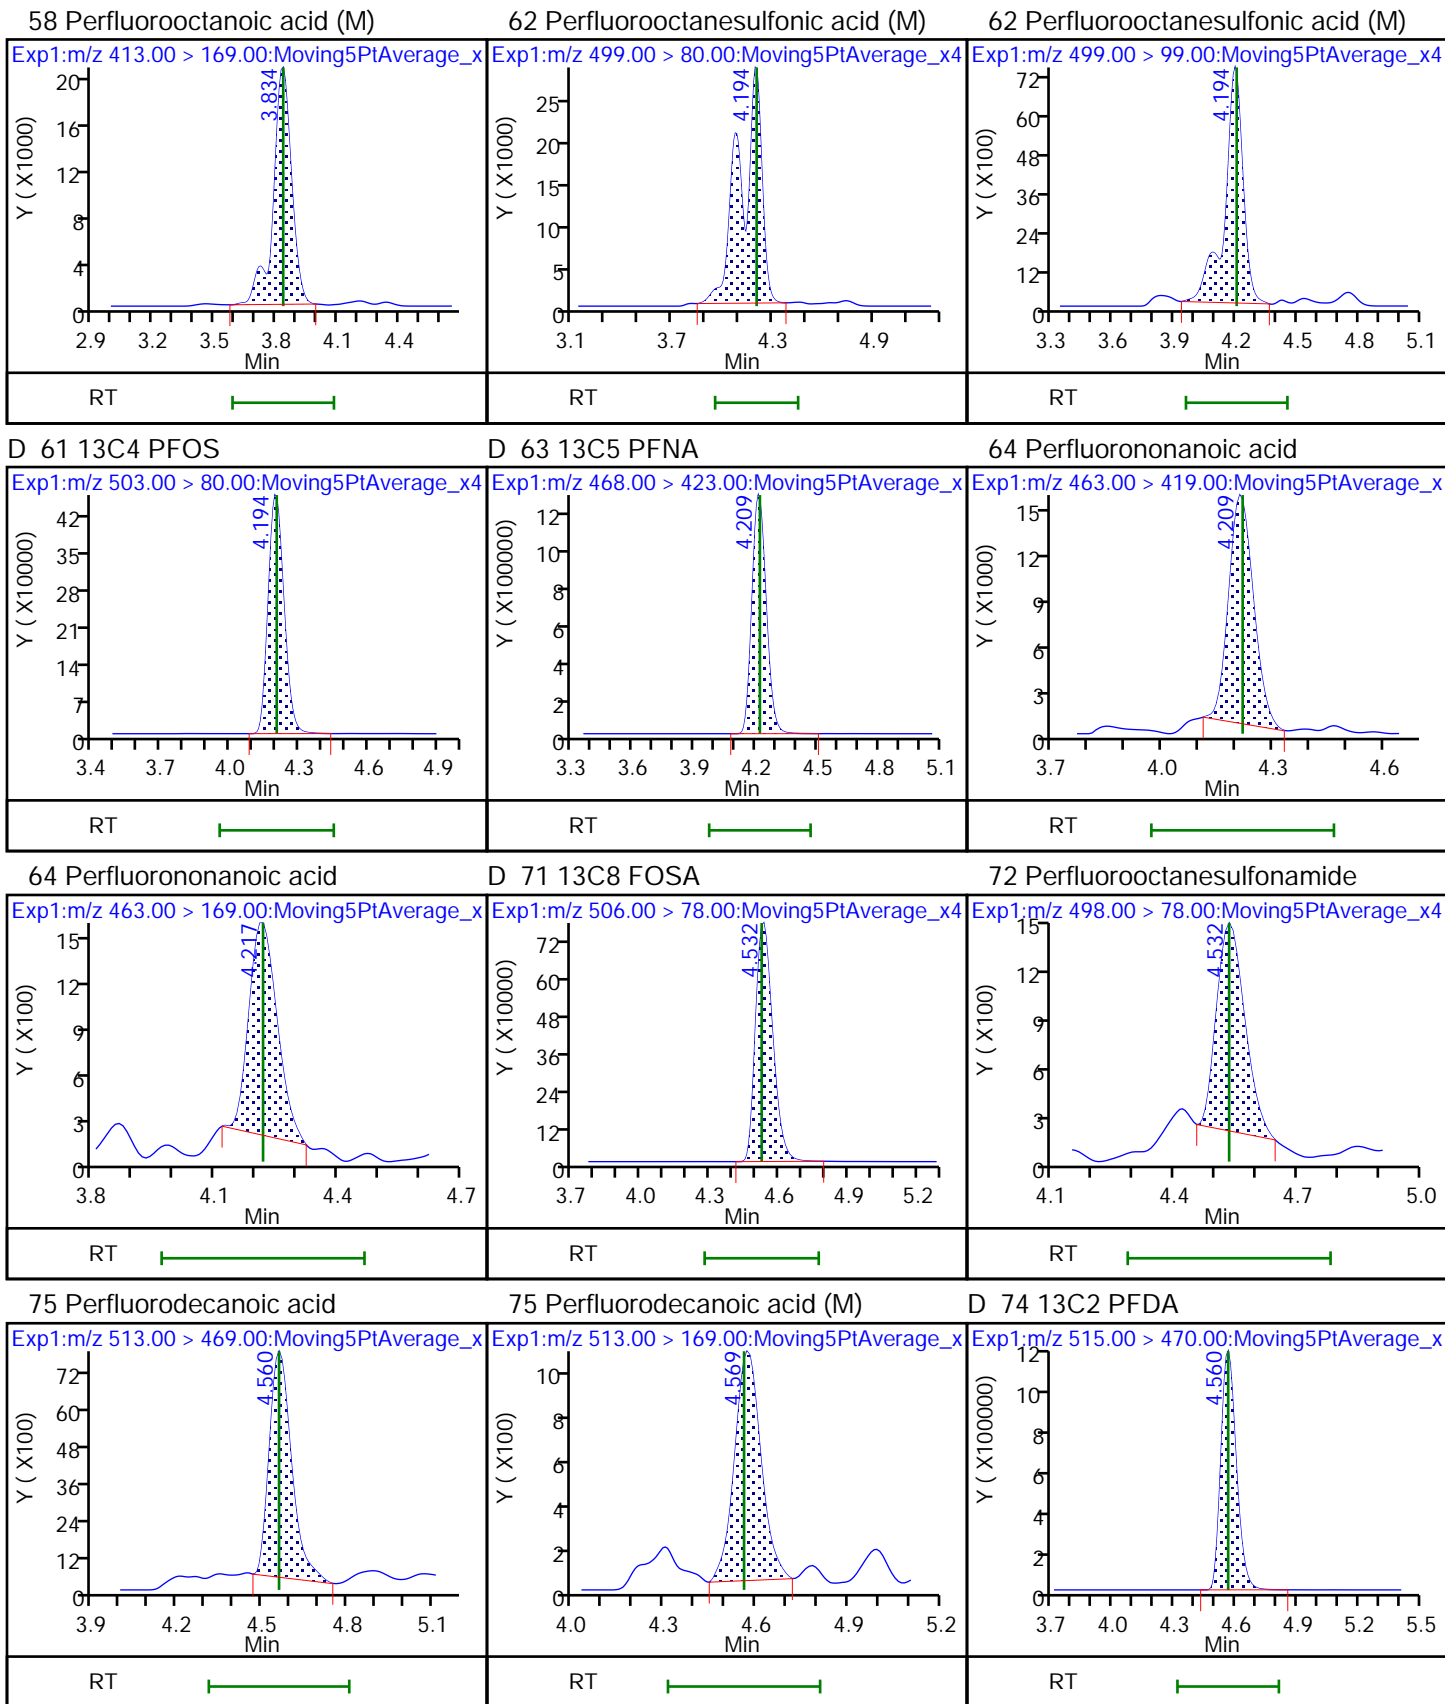 58 Perfluorooctanoic acid (M)
Exp1:m/z 413.00 > 169.00:Moving5PtAverage_x
3.834
Y ( X1000)
20
16
12
8
4
0
2.9 3.2 3.5 3.8 4.1 4.4
Min
RT
62 Perfluorooctanesulfonic acid (M)
Exp1:m/z 499.00 > 80.00:Moving5PtAverage_x4
4.194
Y ( X1000)
25
20
15
10
5
0
3.1 3.7 4.3 4.9
Min
RT
62 Perfluorooctanesulfonic acid (M)
Exp1:m/z 499.00 > 99.00:Moving5PtAverage_x4
4.194
Y ( X100)
72
60
48
36
24
12
0
3.3 3.6 3.9 4.2 4.5 4.8 5.1
Min
RT
D 61 13C4 PFOS
Exp1:m/z 503.00 > 80.00:Moving5PtAverage_x4
4.194
Y ( X10000)
42
35
28
21
14
7
0
3.4 3.7 4.0 4.3 4.6 4.9
Min
RT
D 63 13C5 PFNA
Exp1:m/z 468.00 > 423.00:Moving5PtAverage_x
4.209
Y ( X100000)
12
10
8
6
4
2
0
3.3 3.6 3.9 4.2 4.5 4.8 5.1
Min
RT
64 Perfluorononanoic acid
Exp1:m/z 463.00 > 419.00:Moving5PtAverage_x
4.209
Y ( X1000)
15
12
9
6
3
0
3.7 4.0 4.3 4.6
Min
RT
64 Perfluorononanoic acid
Exp1:m/z 463.00 > 169.00:Moving5PtAverage_x
4.217
Y ( X100)
15
12
9
6
3
0
3.8 4.1 4.4 4.7
Min
RT
D 71 13C8 FOSA
Exp1:m/z 506.00 > 78.00:Moving5PtAverage_x4
4.532
Y ( X10000)
72
60
48
36
24
12
0
3.7 4.0 4.3 4.6 4.9 5.2
Min
RT
72 Perfluorooctanesulfonamide
Exp1:m/z 498.00 > 78.00:Moving5PtAverage_x4
4.532
Y ( X100)
15
12
9
6
3
0
4.1 4.4 4.7 5.0
Min
RT
75 Perfluorodecanoic acid
Exp1:m/z 513.00 > 469.00:Moving5PtAverage_x
4.560
Y ( X100)
72
60
48
36
24
12
0
3.9 4.2 4.5 4.8 5.1
Min
RT
75 Perfluorodecanoic acid (M)
Exp1:m/z 513.00 > 169.00:Moving5PtAverage_x
4.569
Y ( X100)
10
8
6
4
2
0
4.0 4.3 4.6 4.9 5.2
Min
RT
D 74 13C2 PFDA
Exp1:m/z 515.00 > 470.00:Moving5PtAverage_x
4.560
Y ( X100000)
12
10
8
6
4
2
0
3.7 4.0 4.3 4.6 4.9 5.2 5.5
Min
RT